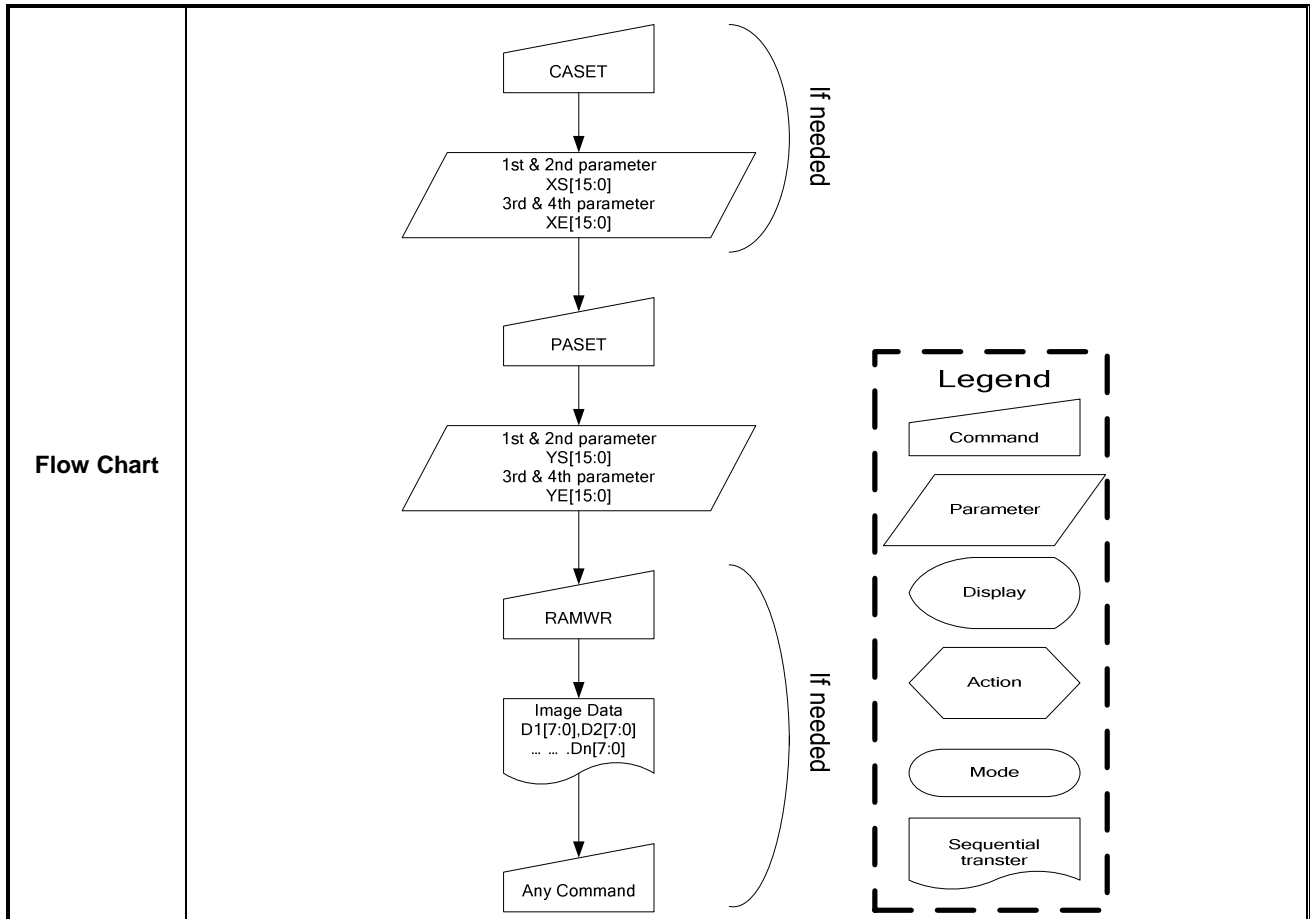 Flow Chart
CASET
1st & 2nd parameter
XS[15:0]
3rd & 4th parameter
XE[15:0]
If needed
PASET
1st & 2nd parameter
YS[15:0]
3rd & 4th parameter
YE[15:0]
RAMWR
Image Data
D1[7:0],D2[7:0]
... ... .Dn[7:0]
Any Command
If needed
Legend
Command
Parameter
Display
Action
Mode
Sequential
transter